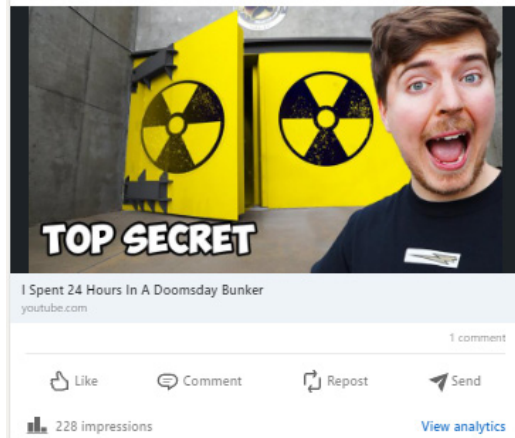 TOP SECRET
I Spent 24 Hours In A Doomsday Bunker
youtube.com
1 comment
Like Comment Repost Send
228 impressions View analytics